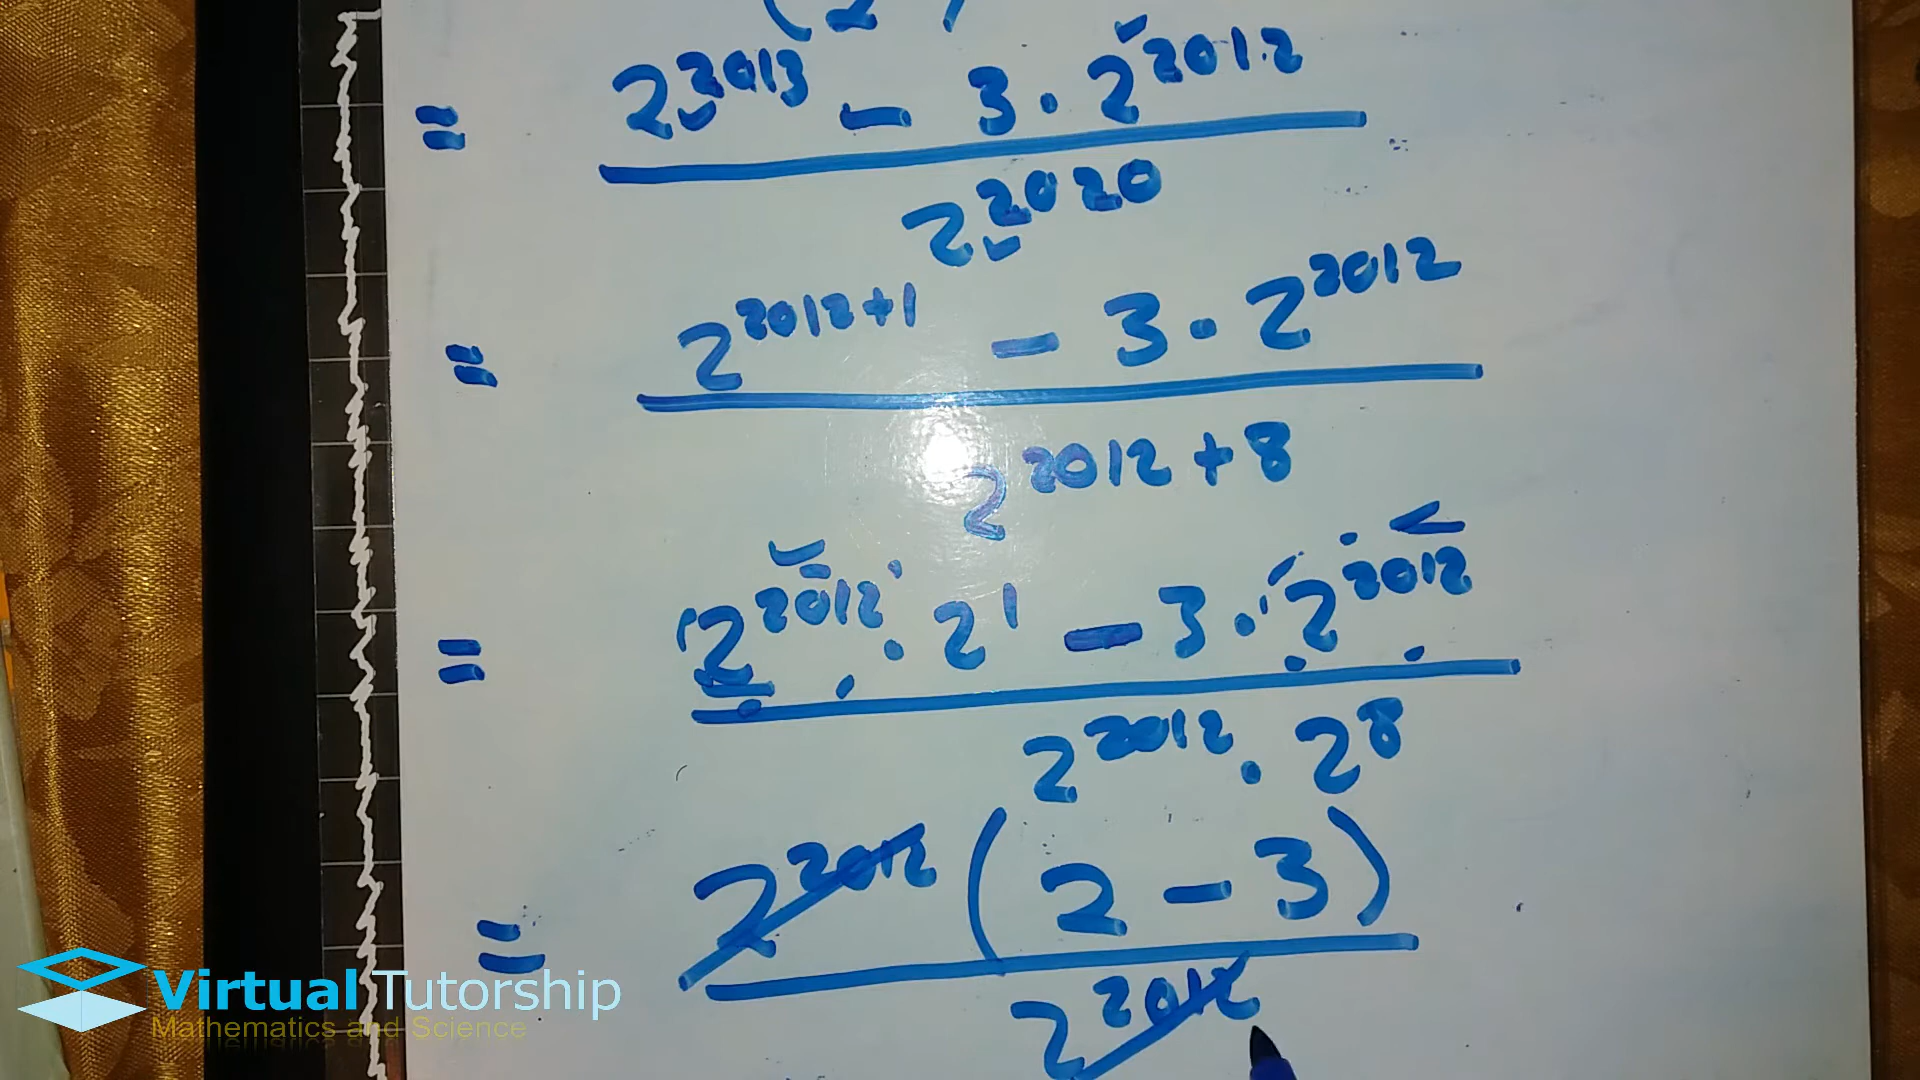 (2 )
= 2^2013 - 3 · 2^2012
2^2020
= 2^2012+1 - 3 · 2^2012
2^2012+8
= 2^2012 · 2^1 - 3 · 2^2012
2^2012 · 2^8
= 2^2012 (2 - 3)
2^2012
Virtual Tutorship
Mathematics and Science